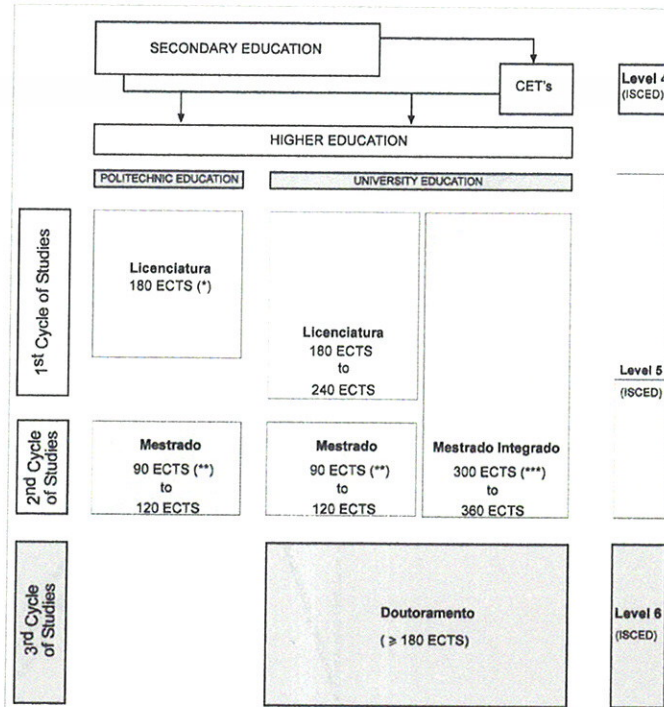 SECONDARY EDUCATION
CET's
Level 4
(ISCED)
HIGHER EDUCATION
POLITECHNIC EDUCATION
UNIVERSITY EDUCATION
1st Cycle of Studies
Licenciatura
180 ECTS (*)
Licenciatura
180 ECTS
to
240 ECTS
Level 5
(ISCED)
2nd Cycle
of Studies
Mestrado
90 ECTS (**)
to
120 ECTS
Mestrado
90 ECTS (**)
to
120 ECTS
Mestrado Integrado
300 ECTS (***)
to
360 ECTS
3rd Cycle
of Studies
Doutoramento
( ⩾ 180 ECTS)
Level 6
(ISCED)